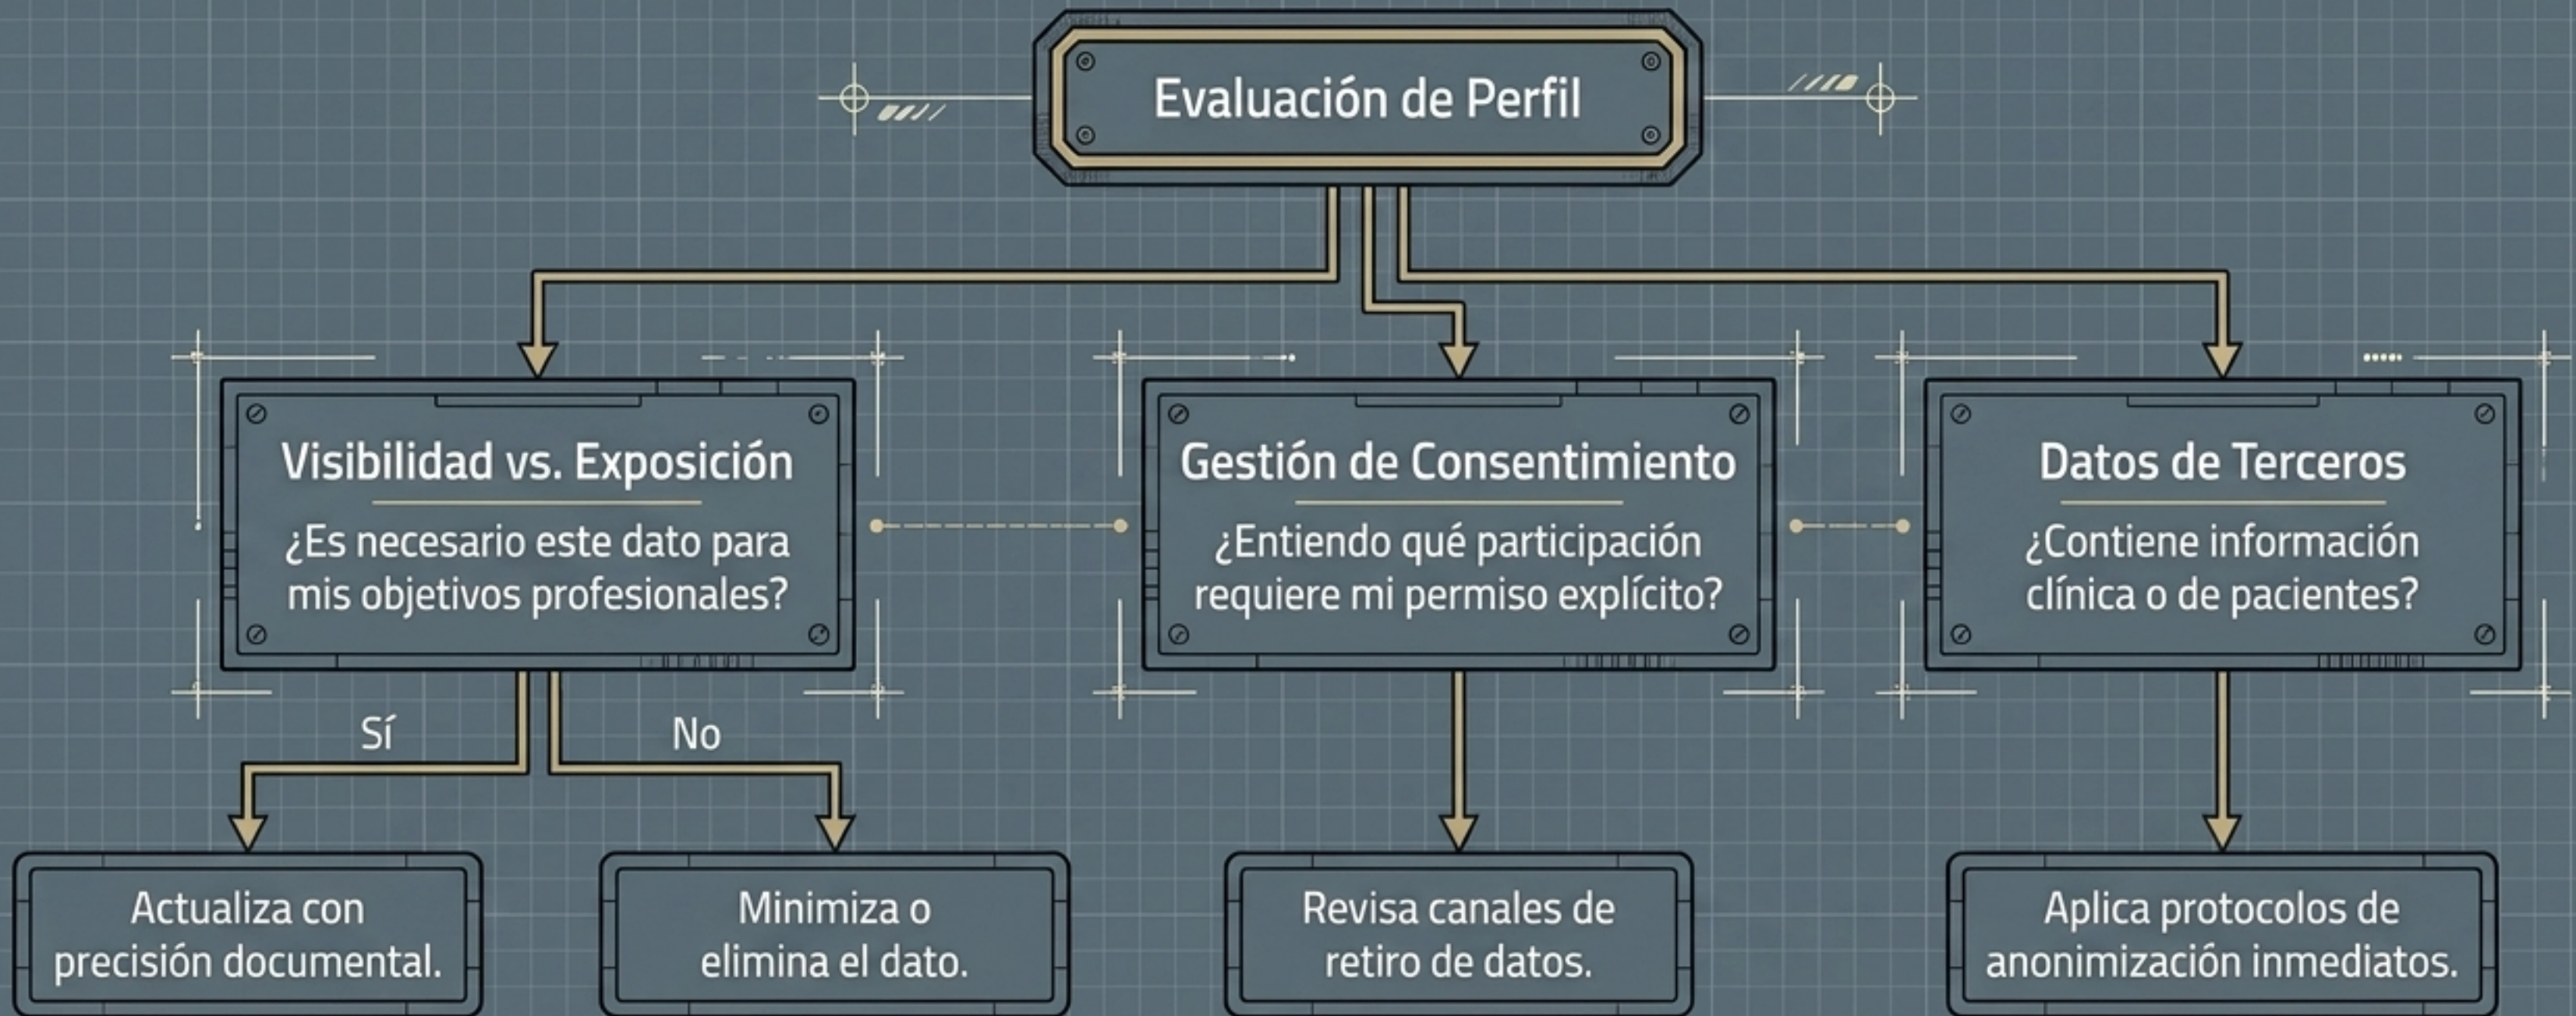 Evaluación de Perfil
Visibilidad vs. Exposición
¿Es necesario este dato para
mis objetivos profesionales?
Gestión de Consentimiento
¿Entiendo qué participación
requiere mi permiso explícito?
Datos de Terceros
¿Contiene información
clínica o de pacientes?
Sí
No
Actualiza con
precisión documental.
Minimiza o
elimina el dato.
Revisa canales de
retiro de datos.
Aplica protocolos de
anonimización inmediatos.